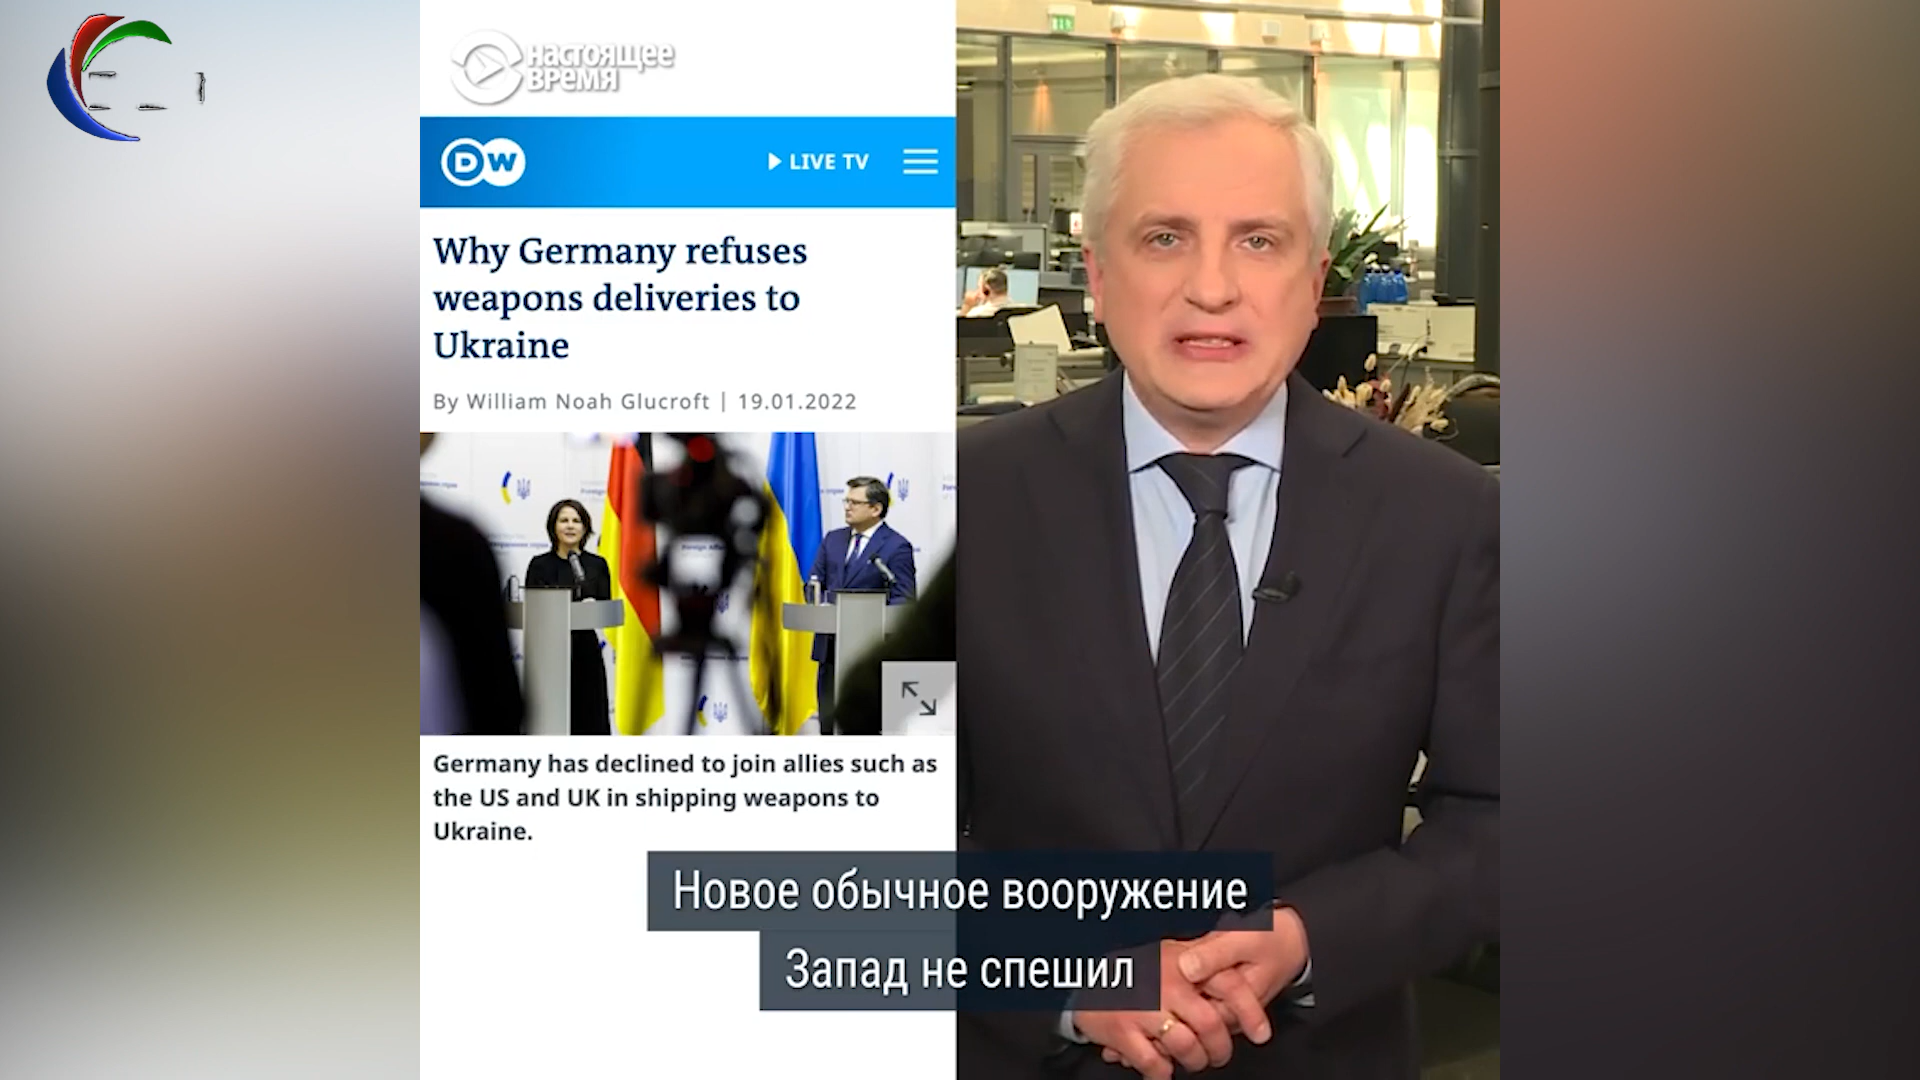 настоящее
время
DW
LIVE TV
Why Germany refuses
weapons deliveries to
Ukraine
By William Noah Glucroft | 19.01.2022
Germany has declined to join allies such as
the US and UK in shipping weapons to
Ukraine.
Новое обычное вооружение
Запад не спешил